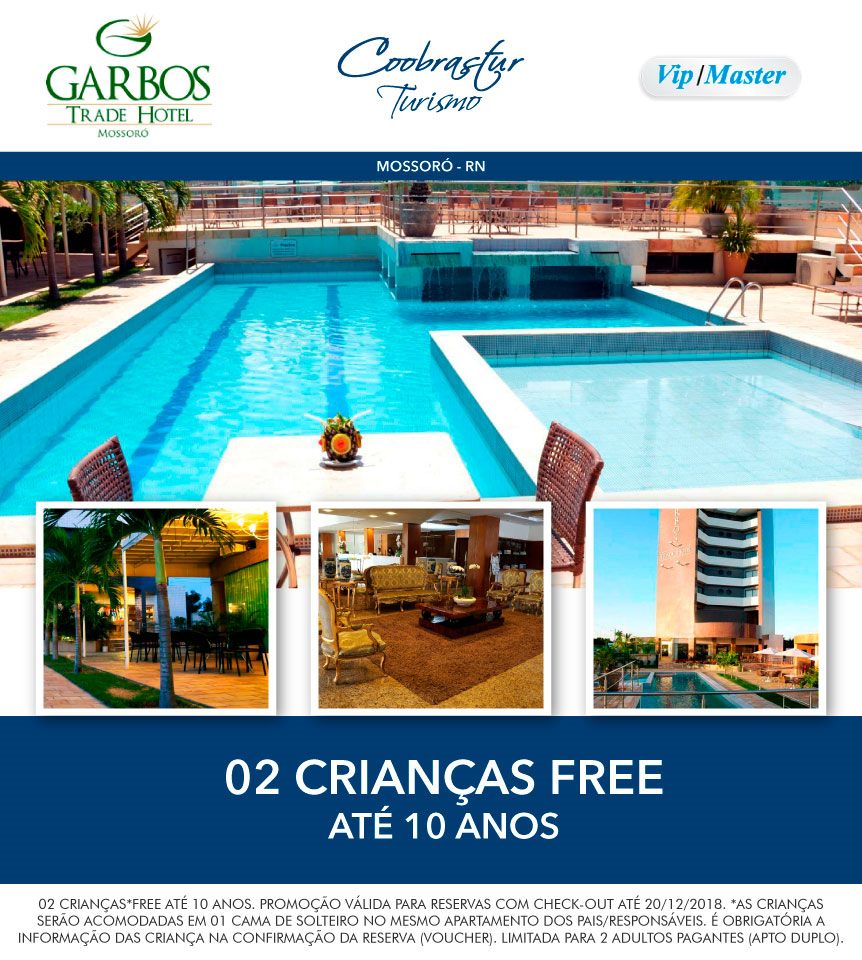 GARBOS
TRADE HOTEL
MOSSORÓ
Coobrastur
Turismo
Vip/Master
MOSSORÓ - RN
02 CRIANÇAS FREE
ATÉ 10 ANOS
02 CRIANÇAS*FREE ATÉ 10 ANOS. PROMOÇÃO VÁLIDA PARA RESERVAS COM CHECK-OUT ATÉ 20/12/2018. *AS CRIANÇAS
SERÃO ACOMODADAS EM 01 CAMA DE SOLTEIRO NO MESMO APARTAMENTO DOS PAIS/RESPONSÁVEIS. É OBRIGATÓRIA A
INFORMAÇÃO DAS CRIANÇA NA CONFIRMAÇÃO DA RESERVA (VOUCHER). LIMITADA PARA 2 ADULTOS PAGANTES (APTO DUPLO).